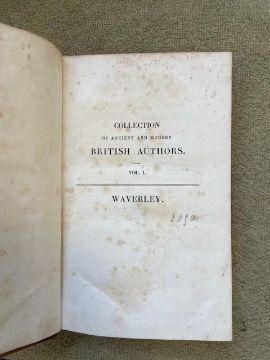 COLLECTION
OF ANCIENT AND MODERN
BRITISH AUTHORS.
VOL. I.
WAVERLEY.